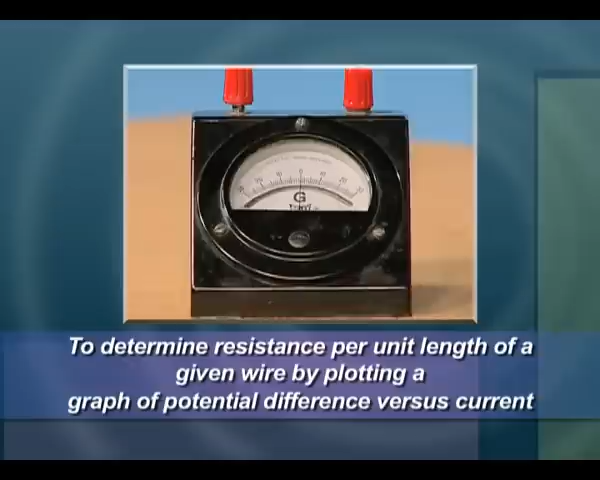 G
To determine resistance per unit length of a
given wire by plotting a
graph of potential difference versus current